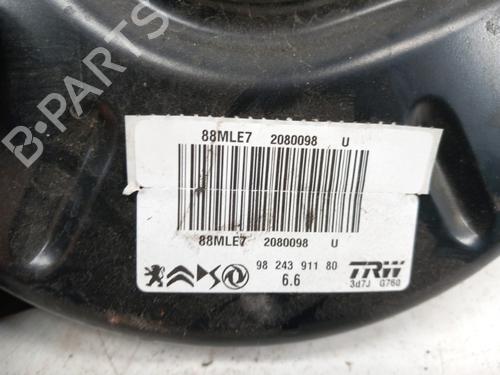 88MLE7 2080098 U
88MLE7 2080098 U
98 243 911 80
6.6
TRW
3d7J G760
B-PARTS